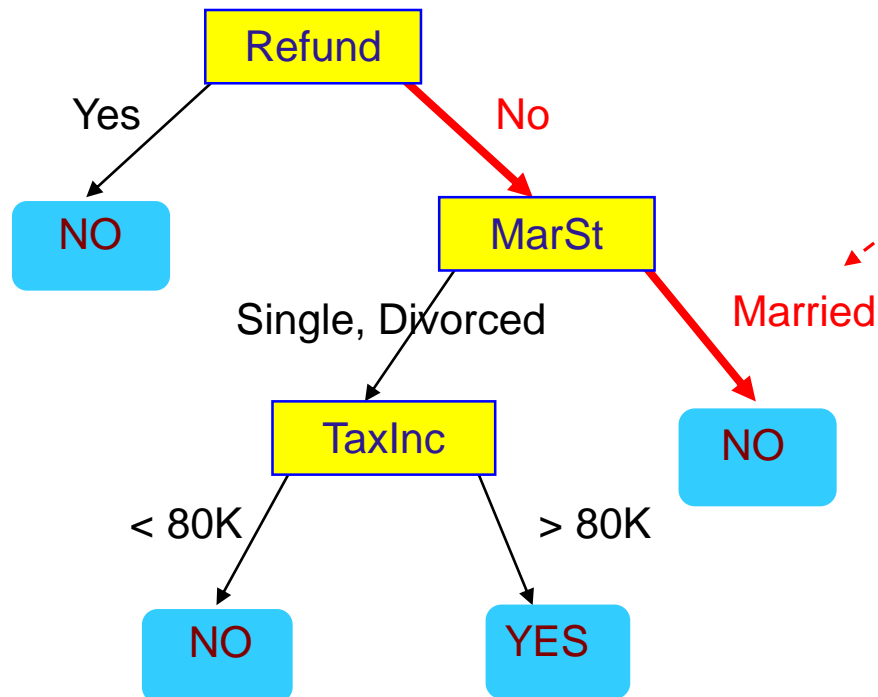 Refund
Yes
No
NO
MarSt
Single, Divorced
Married
TaxInc
NO
< 80K
> 80K
NO
YES